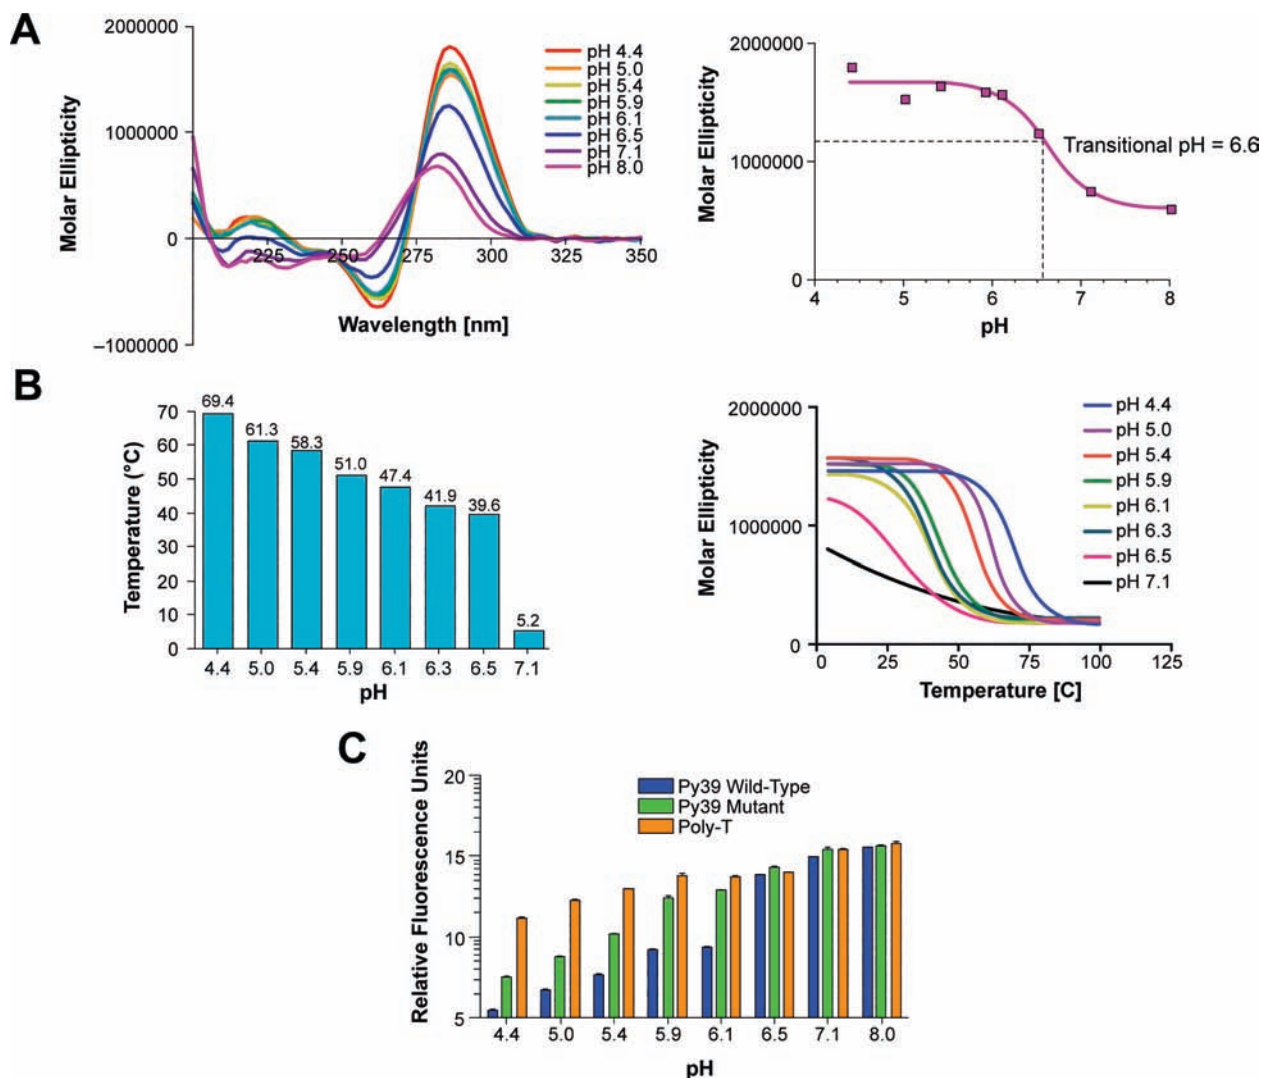 A
Molar Ellipticity
2000000
1000000
0
–1000000
225
250
275
300
325
350
Wavelength [nm]
pH 4.4
pH 5.0
pH 5.4
pH 5.9
pH 6.1
pH 6.5
pH 7.1
pH 8.0
Molar Ellipticity
2000000
1000000
0
4
5
6
7
8
pH
Transitional pH = 6.6
B
Temperature (°C)
70
60
50
40
30
20
10
0
69.4
61.3
58.3
51.0
47.4
41.9
39.6
5.2
4.4
5.0
5.4
5.9
6.1
6.3
6.5
7.1
pH
Molar Ellipticity
2000000
1000000
0
0
25
50
75
100
125
Temperature [C]
pH 4.4
pH 5.0
pH 5.4
pH 5.9
pH 6.1
pH 6.3
pH 6.5
pH 7.1
C
Relative Fluorescence Units
20
15
10
5
Py39 Wild-Type
Py39 Mutant
Poly-T
4.4
5.0
5.4
5.9
6.1
6.5
7.1
8.0
pH